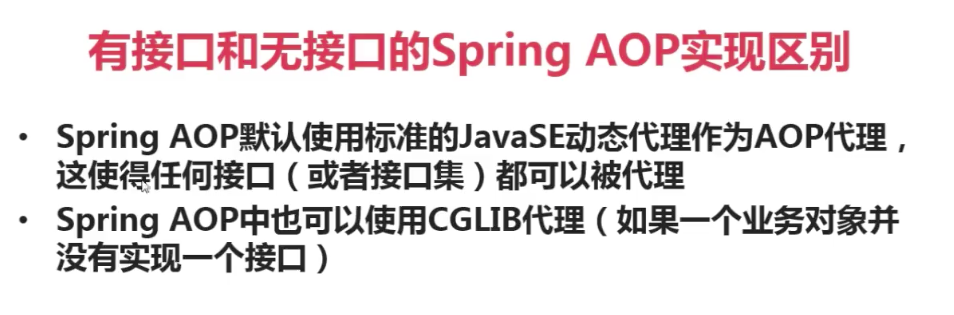 有接口和无接口的Spring AOP实现区别
• Spring AOP默认使用标准的JavaSE动态代理作为AOP代理，
这使得任何接口（或者接口集）都可以被代理
• Spring AOP中也可以使用CGLIB代理（如果一个业务对象并
没有实现一个接口）